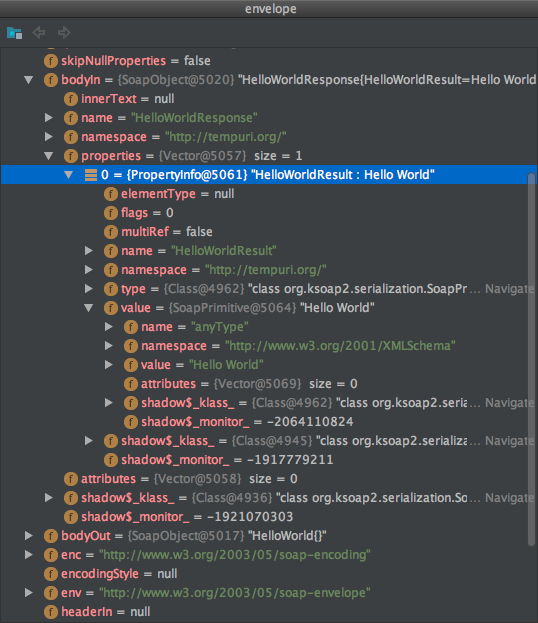 envelope
skipNullProperties = false
bodyIn = {SoapObject@5020} "HelloWorldResponse{HelloWorldResult=Hello World
innerText = null
name = "HelloWorldResponse"
namespace = "http://tempuri.org/"
properties = {Vector@5057} size = 1
0 = {PropertyInfo@5061} "HelloWorldResult : Hello World"
elementType = null
flags = 0
multiRef = false
name = "HelloWorldResult"
namespace = "http://tempuri.org/"
type = {Class@4962} "class org.ksoap2.serialization.SoapPr... Navigate
value = {SoapPrimitive@5064} "Hello World"
name = "anyType"
namespace = "http://www.w3.org/2001/XMLSchema"
value = "Hello World"
attributes = {Vector@5069} size = 0
shadow$_klass_ = {Class@4962} "class org.ksoap2.seria... Navigate
shadow$_monitor_ = -2064110824
shadow$_klass_ = {Class@4945} "class org.ksoap2.serializa... Navigate
shadow$_monitor_ = -1917779211
attributes = {Vector@5058} size = 0
shadow$_klass_ = {Class@4936} "class org.ksoap2.serialization.So... Navigate
shadow$_monitor_ = -1921070303
bodyOut = {SoapObject@5017} "HelloWorld{}"
enc = "http://www.w3.org/2003/05/soap-encoding"
encodingStyle = null
env = "http://www.w3.org/2003/05/soap-envelope"
headerIn = null